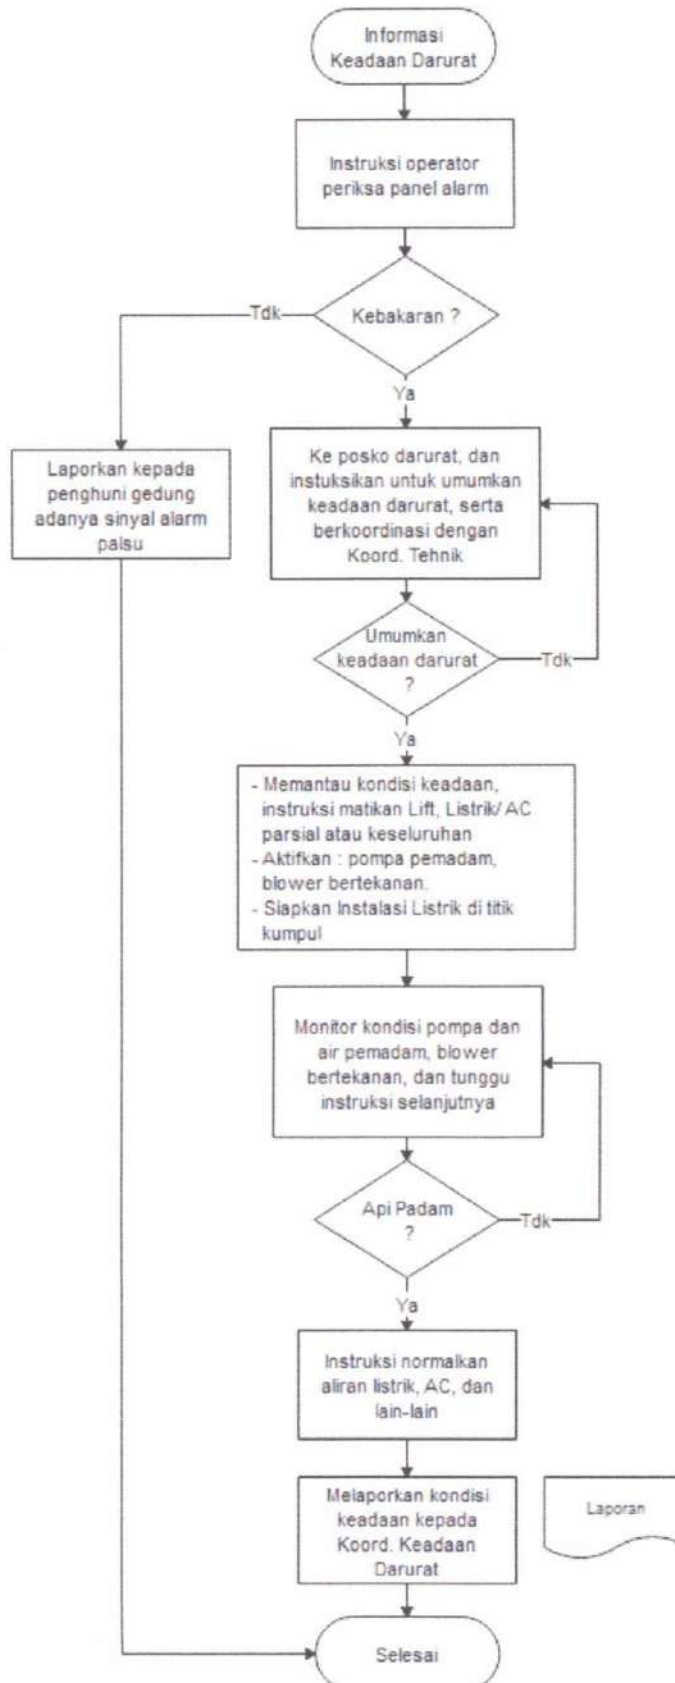 Informasi
Keadaan Darurat
Instruksi operator
periksa panel alarm
Kebakaran ?
Tdk
Ya
Laporkan kepada
penghuni gedung
adanya sinyal alarm
palsu
Ke posko darurat, dan
instuksikan untuk umumkan
keadaan darurat, serta
berkoordinasi dengan
Koord. Tehnik
Umumkan
keadaan darurat
?
Tdk
Ya
- Memantau kondisi keadaan,
instruksi matikan Lift, Listrik/ AC
parsial atau keseluruhan
- Aktifkan : pompa pemadam,
blower bertekanan.
- Siapkan Instalasi Listrik di titik
kumpul
Monitor kondisi pompa dan
air pemadam, blower
bertekanan, dan tunggu
instruksi selanjutnya
Api Padam
?
Tdk
Ya
Instruksi normalkan
aliran listrik, AC, dan
lain-lain
Melaporkan kondisi
keadaan kepada
Koord. Keadaan
Darurat
Laporan
Selesai